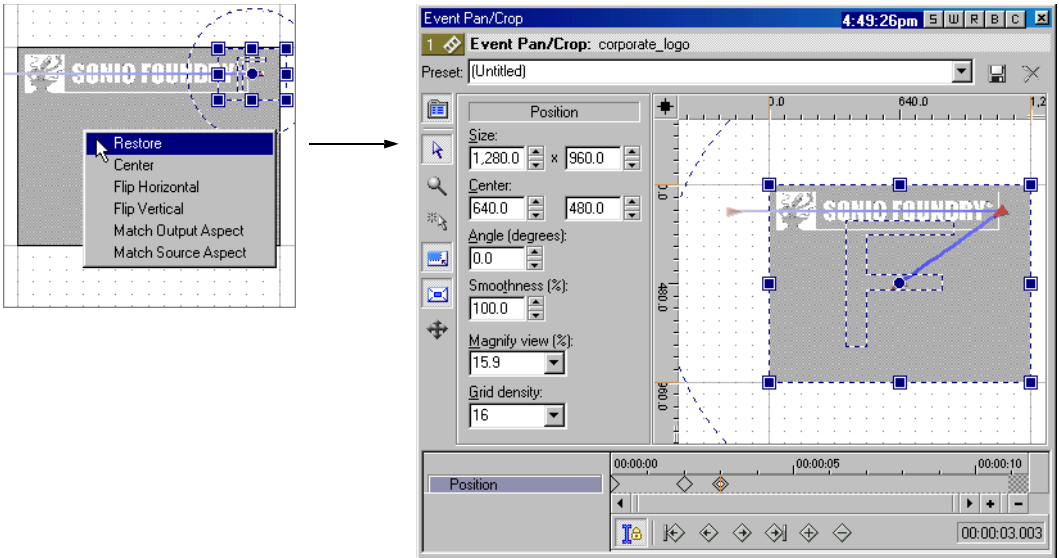 SONIC FOUNDRY
Restore
Center
Flip Horizontal
Flip Vertical
Match Output Aspect
Match Source Aspect
Event Pan/Crop
4:49:26pm S W R B C
1 Event Pan/Crop: corporate_logo
Preset: (Untitled)
Position
Size:
1,280.0 x 960.0
Center:
640.0 480.0
Angle (degrees):
0.0
Smoothness (%):
100.0
Magnify view (%):
15.9
Grid density:
16
0.0 640.0 1,2
0.0
480.0
960.0
SONIC FOUNDRY
F
00:00:00 00:00:05 00:00:10
Position
00:00:03.003